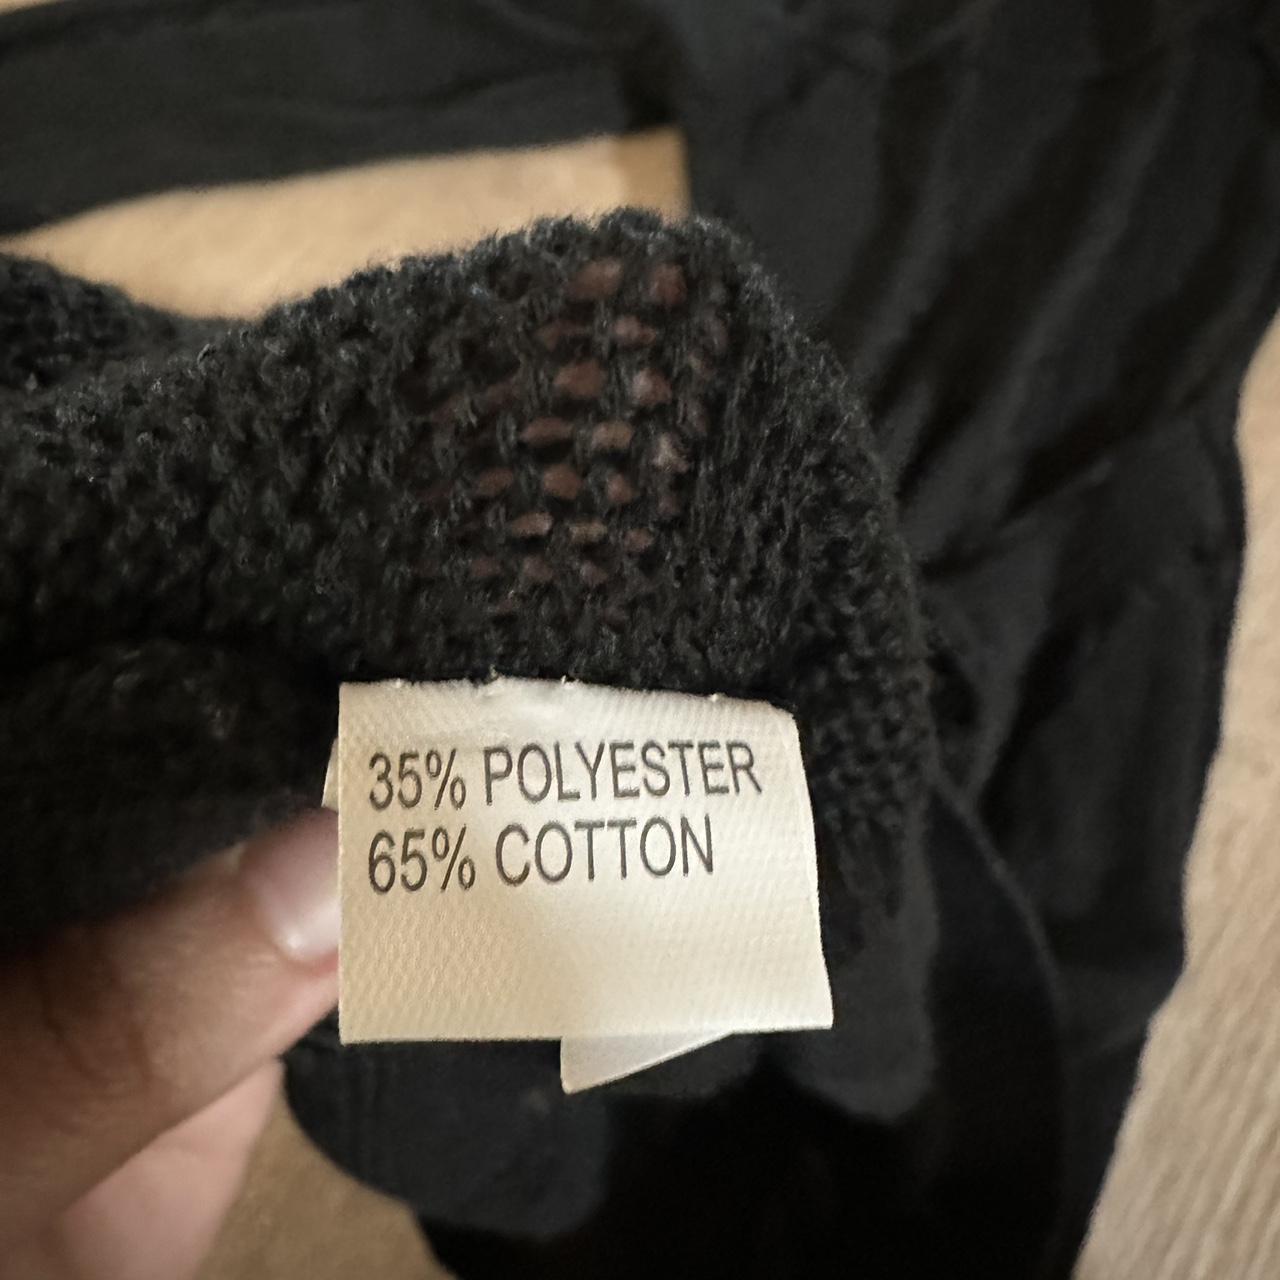 35% POLYESTER
65% COTTON